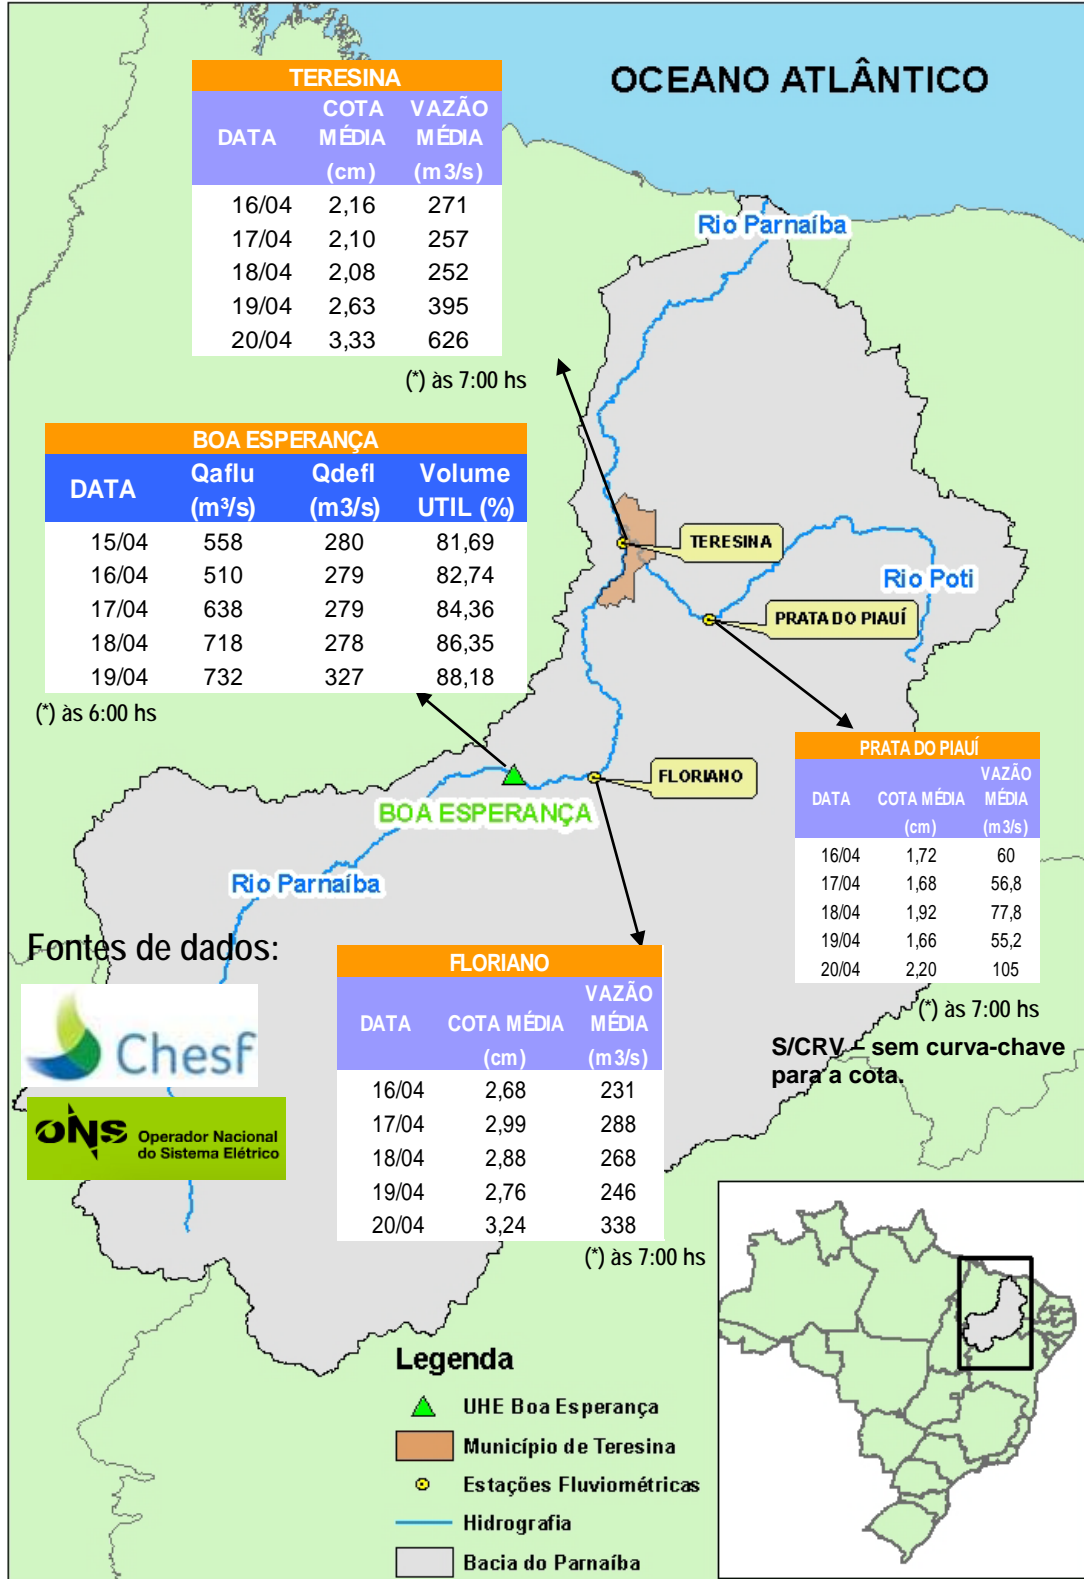 OCEANO ATLÂNTICO
TERESINA
DATA COTA MÉDIA (cm) VAZÃO MÉDIA (m3/s)
16/04 2,16 271
17/04 2,10 257
18/04 2,08 252
19/04 2,63 395
20/04 3,33 626
(*) às 7:00 hs
Rio Parnaíba
BOA ESPERANÇA
DATA Qaflu (m³/s) Qdefl (m3/s) Volume UTIL (%)
15/04 558 280 81,69
16/04 510 279 82,74
17/04 638 279 84,36
18/04 718 278 86,35
19/04 732 327 88,18
(*) às 6:00 hs
TERESINA
Rio Poti
PRATA DO PIAUÍ
FLORIANO
BOA ESPERANÇA
Rio Parnaíba
PRATA DO PIAUÍ
DATA COTA MÉDIA (cm) VAZÃO MÉDIA (m3/s)
16/04 1,72 60
17/04 1,68 56,8
18/04 1,92 77,8
19/04 1,66 55,2
20/04 2,20 105
(*) às 7:00 hs
S/CRV – sem curva-chave
para a cota.
Fontes de dados:
Chesf
ONS Operador Nacional
do Sistema Elétrico
FLORIANO
DATA COTA MÉDIA (cm) VAZÃO MÉDIA (m3/s)
16/04 2,68 231
17/04 2,99 288
18/04 2,88 268
19/04 2,76 246
20/04 3,24 338
(*) às 7:00 hs
Legenda
UHE Boa Esperança
Município de Teresina
Estações Fluviométricas
Hidrografia
Bacia do Parnaíba